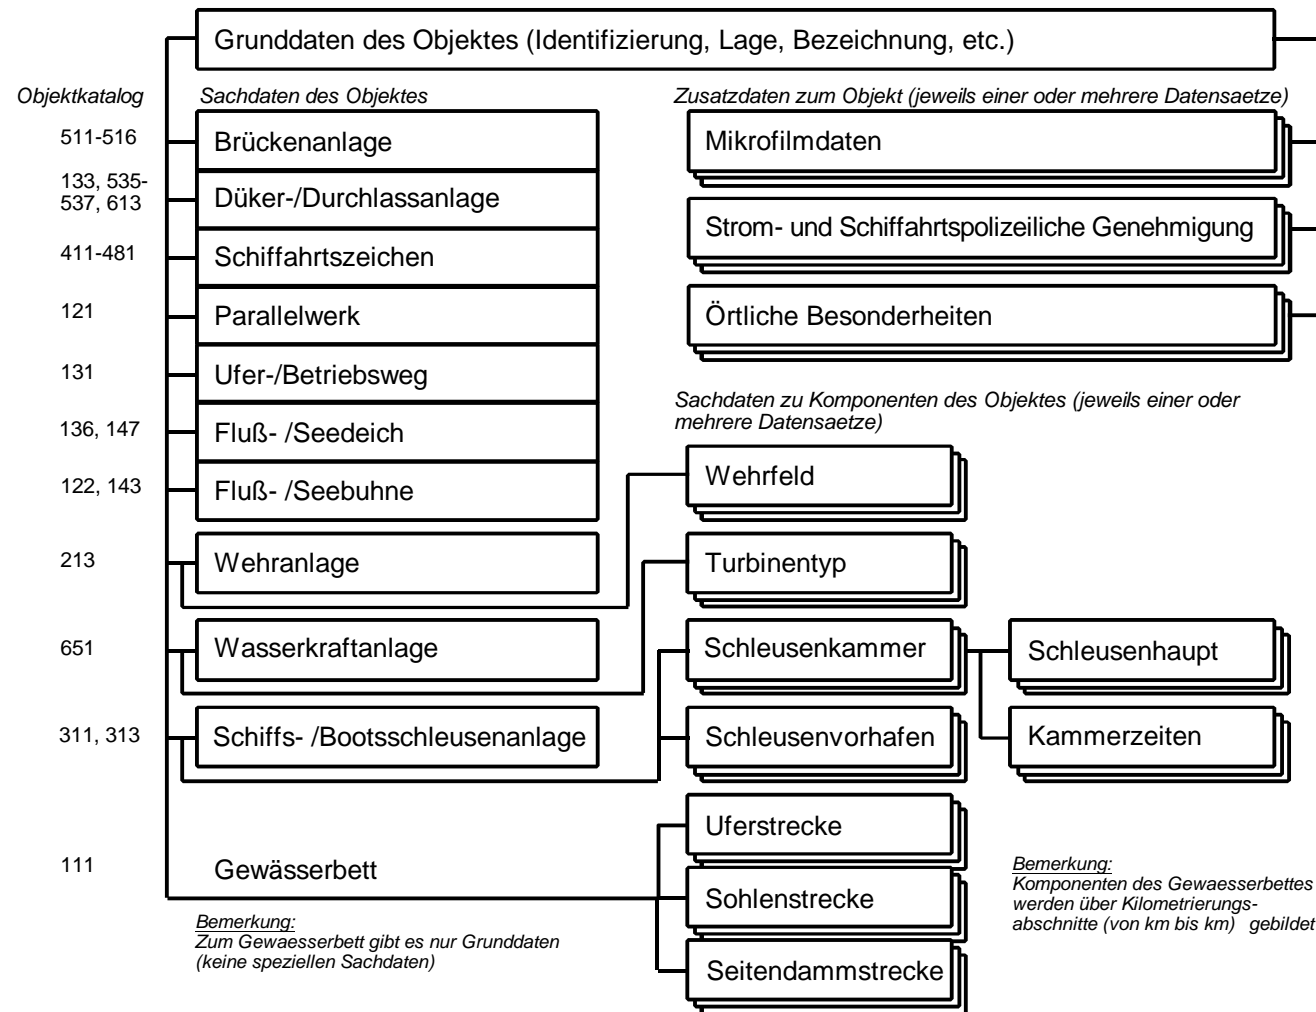 Grunddaten des Objektes (Identifizierung, Lage, Bezeichnung, etc.)
Objektkatalog
Sachdaten des Objektes
Zusatzdaten zum Objekt (jeweils einer oder mehrere Datensaetze)
511-516
Brückenanlage
Mikrofilmdaten
133, 535-
537, 613
Düker-/Durchlassanlage
Strom- und Schiffahrtspolizeiliche Genehmigung
411-481
Schiffahrtszeichen
121
Parallelwerk
Örtliche Besonderheiten
131
Ufer-/Betriebsweg
Sachdaten zu Komponenten des Objektes (jeweils einer oder
mehrere Datensaetze)
136, 147
Fluß- /Seedeich
122, 143
Fluß- /Seebuhne
Wehrfeld
213
Wehranlage
Turbinentyp
651
Wasserkraftanlage
Schleusenkammer
Schleusenhaupt
311, 313
Schiffs- /Bootsschleusenanlage
Schleusenvorhafen
Kammerzeiten
Uferstrecke
111
Gewässerbett
Sohlenstrecke
Seitendammstrecke
Bemerkung:
Zum Gewaesserbett gibt es nur Grunddaten
(keine speziellen Sachdaten)
Bemerkung:
Komponenten des Gewaesserbettes
werden über Kilometrierungs-
abschnitte (von km bis km) gebildet